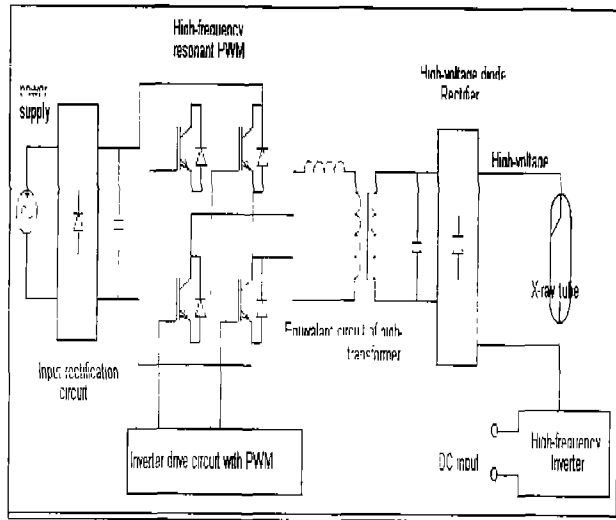 High-frequency
resonant PWM
power
supply
High-voltage diode
Rectifier
High-voltage
X-ray tube
Equivalent circuit of high-
transformer
Input rectification
circuit
Inverter drive circuit with PWM
DC input
High-frequency
Inverter